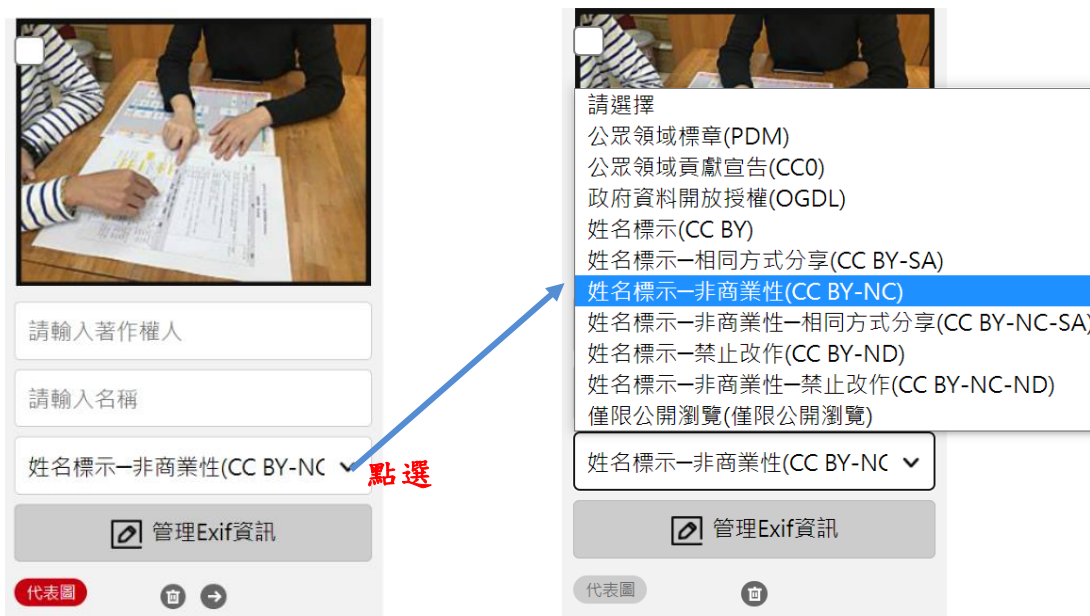 請輸入著作權人
請輸入名稱
姓名標示─非商業性(CC BY-NC
點選
管理Exif資訊
代表圖
請選擇
公眾領域標章(PDM)
公眾領域貢獻宣告(CC0)
政府資料開放授權(OGDL)
姓名標示(CC BY)
姓名標示─相同方式分享(CC BY-SA)
姓名標示─非商業性(CC BY-NC)
姓名標示─非商業性─相同方式分享(CC BY-NC-SA)
姓名標示─禁止改作(CC BY-ND)
姓名標示─非商業性─禁止改作(CC BY-NC-ND)
僅限公開瀏覽(僅限公開瀏覽)
姓名標示─非商業性(CC BY-NC
管理Exif資訊
代表圖